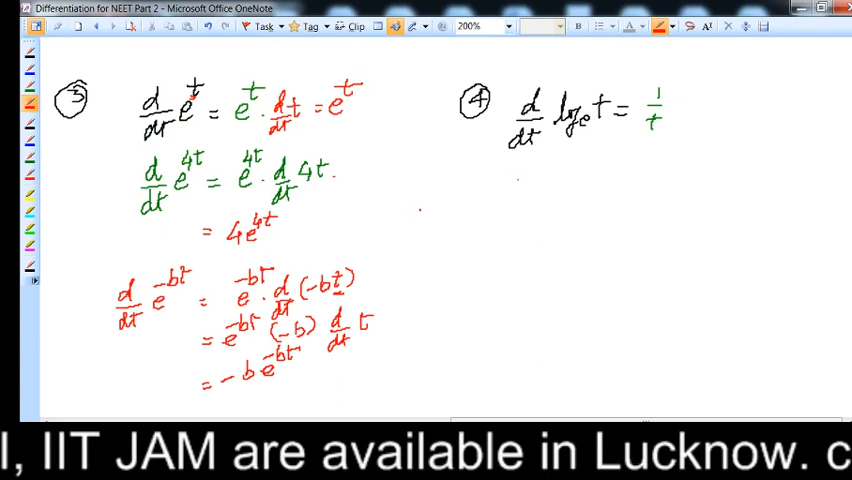 Differentiation for NEET Part 2 - Microsoft Office OneNote
Task Tag Clip 200% B A ABC
③ d/dt e^t = e^t . d/dt t = e^t
d/dt e^4t = e^4t . d/dt 4t .
= 4e^4t
d/dt e^-bt = e^-bt . d/dt (-bt)
= e^-bt (-b) d/dt t
= -b e^-bt
④ d/dt log_e t = 1/t
I, IIT JAM are available in Lucknow. c